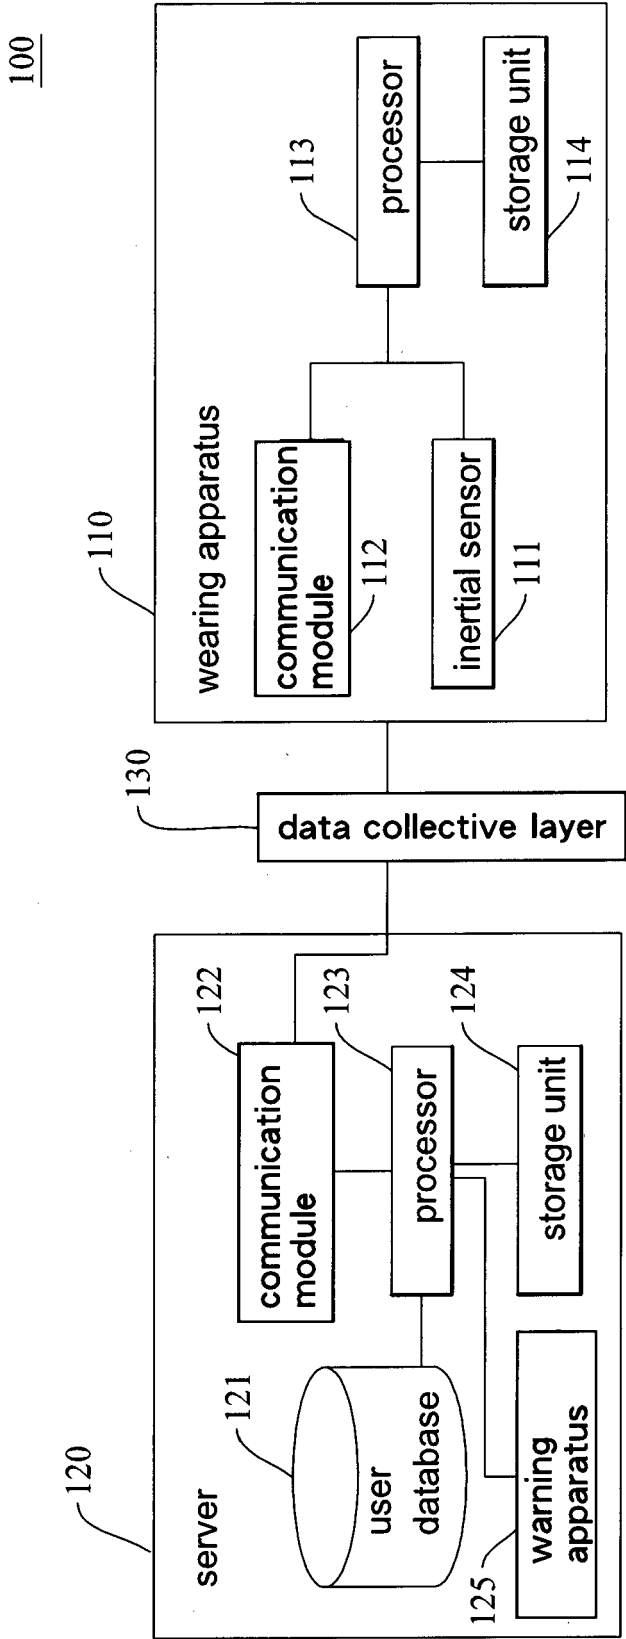 100
120
server
121
user
database
122
communication
module
123
processor
124
storage unit
125
warning
apparatus
130
data collective layer
110
wearing apparatus
communication
module
112
inertial sensor
111
113
processor
storage unit
114